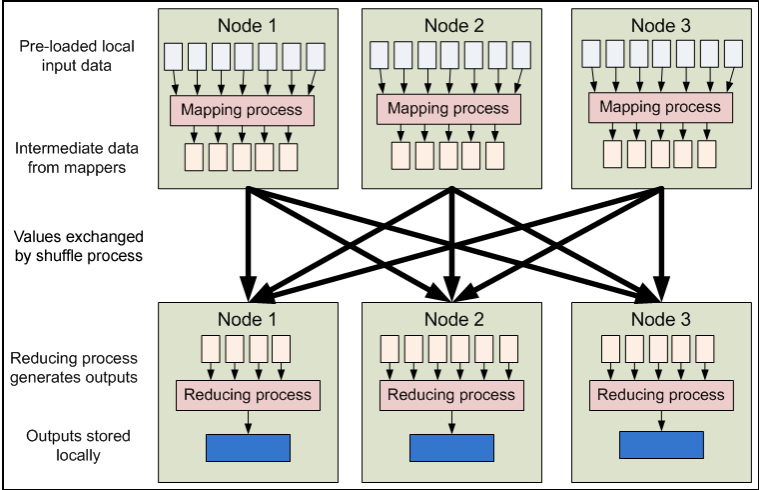 Node 1
Node 2
Node 3
Pre-loaded local
input data
Mapping process
Mapping process
Mapping process
Intermediate data
from mappers
Values exchanged
by shuffle process
Node 1
Node 2
Node 3
Reducing process
generates outputs
Reducing process
Reducing process
Reducing process
Outputs stored
locally